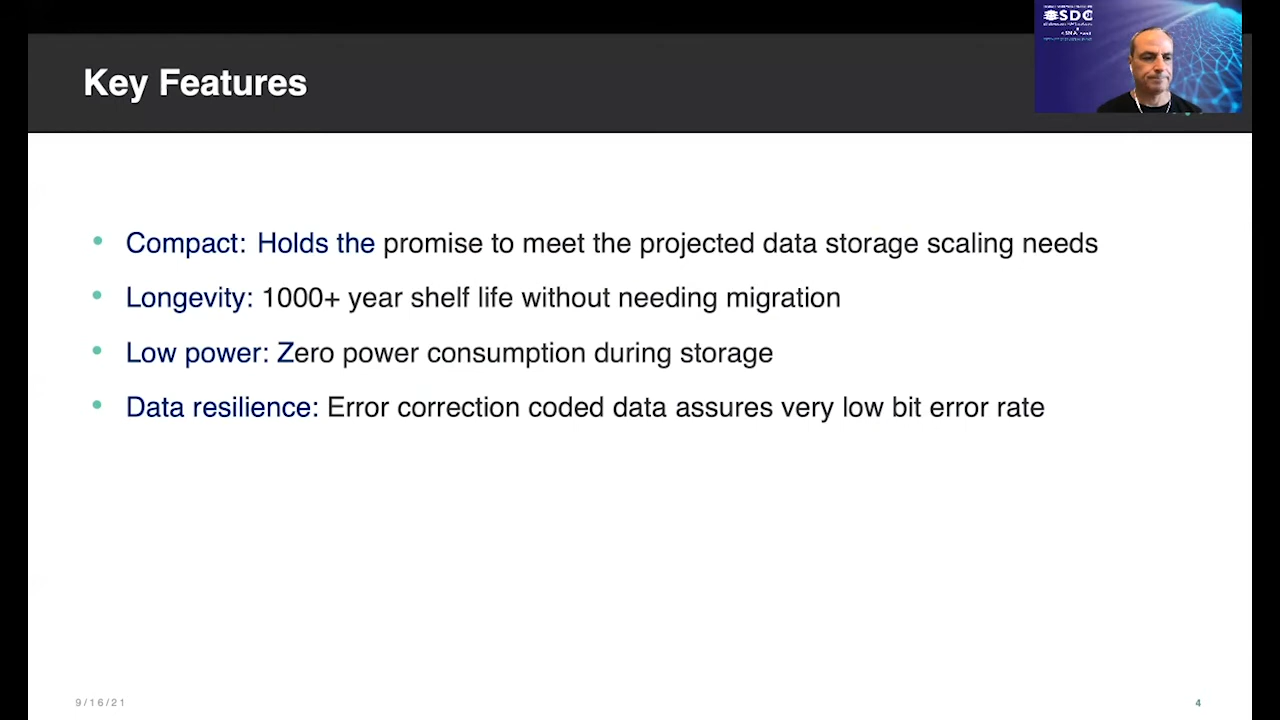 Key Features
SDC
• Compact: Holds the promise to meet the projected data storage scaling needs
• Longevity: 1000+ year shelf life without needing migration
• Low power: Zero power consumption during storage
• Data resilience: Error correction coded data assures very low bit error rate
9/16/21
4